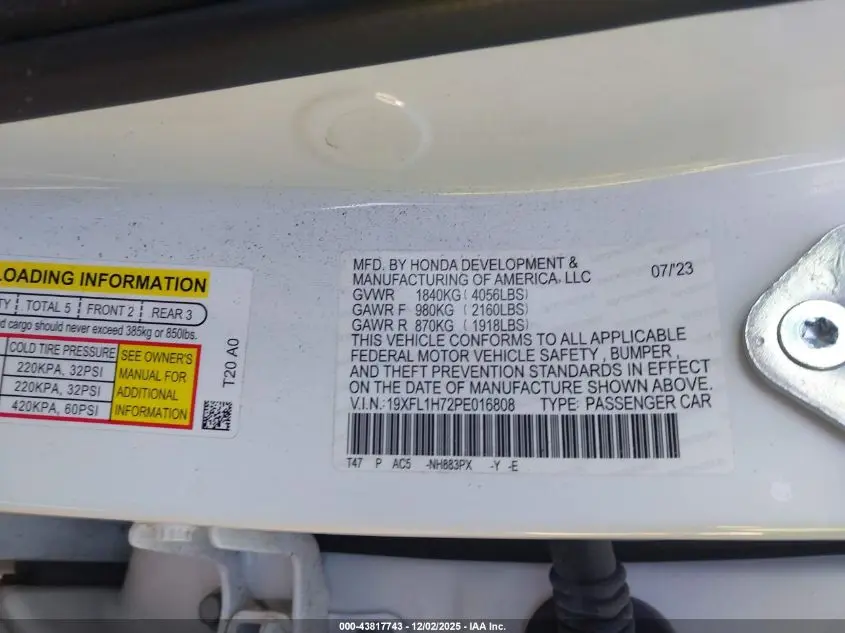 LOADING INFORMATION
TOTAL 5 FRONT 2 REAR 3
cargo should never exceed 385kg or 850lbs.
COLD TIRE PRESSURE
220KPA, 32PSI
220KPA, 32PSI
420KPA, 60PSI
SEE OWNER'S
MANUAL FOR
ADDITIONAL
INFORMATION
T20 A0
MFD. BY HONDA DEVELOPMENT &
MANUFACTURING OF AMERICA, LLC 07/'23
GVWR 1840KG ( 4056LBS)
GAWR F 980KG ( 2160LBS)
GAWR R 870KG ( 1918LBS)
THIS VEHICLE CONFORMS TO ALL APPLICABLE
FEDERAL MOTOR VEHICLE SAFETY , BUMPER ,
AND THEFT PREVENTION STANDARDS IN EFFECT
ON THE DATE OF MANUFACTURE SHOWN ABOVE.
V.I.N.: 19XFL1H72PE016808 TYPE: PASSENGER CAR
T47 P AC5 -NH883PX -Y -E
000-43817743 | 12/02/2025 - IAA Inc.